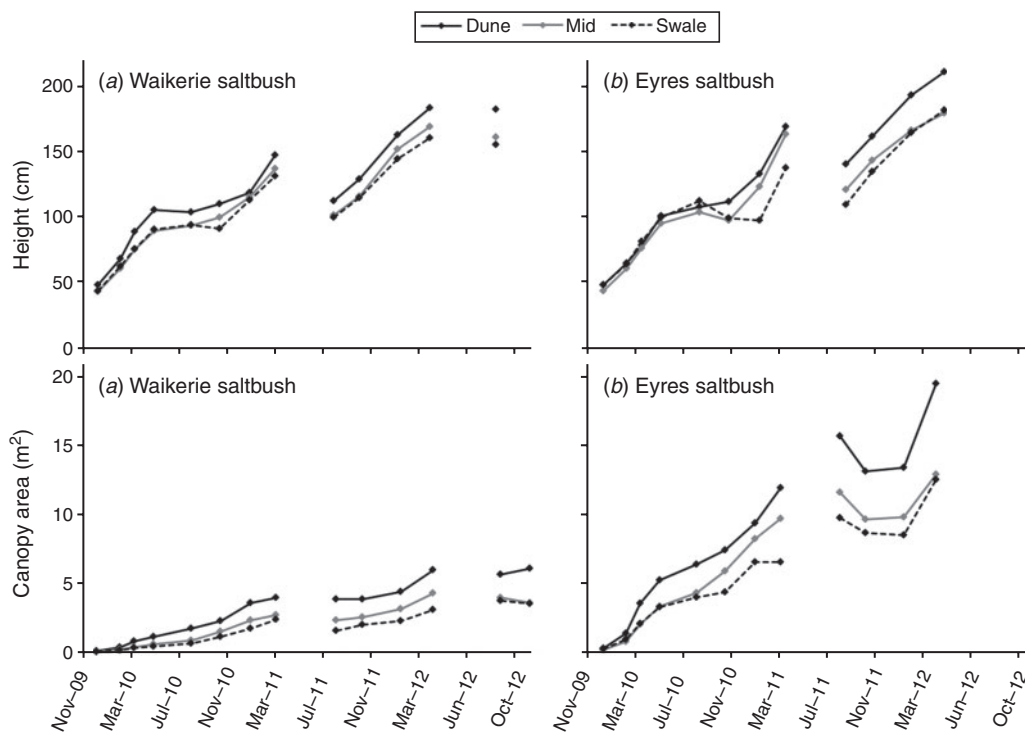 Dune Mid Swale
(a) Waikerie saltbush
(b) Eyres saltbush
Height (cm)
200
150
100
50
0
(a) Waikerie saltbush
(b) Eyres saltbush
Canopy area (m²)
20
15
10
5
0
Nov–09 Mar–10 Jul–10 Nov–10 Mar–11 Jul–11 Nov–11 Mar–12 Jun–12 Oct–12
Nov–09 Mar–10 Jul–10 Nov–10 Mar–11 Jul–11 Nov–11 Mar–12 Jun–12 Oct–12